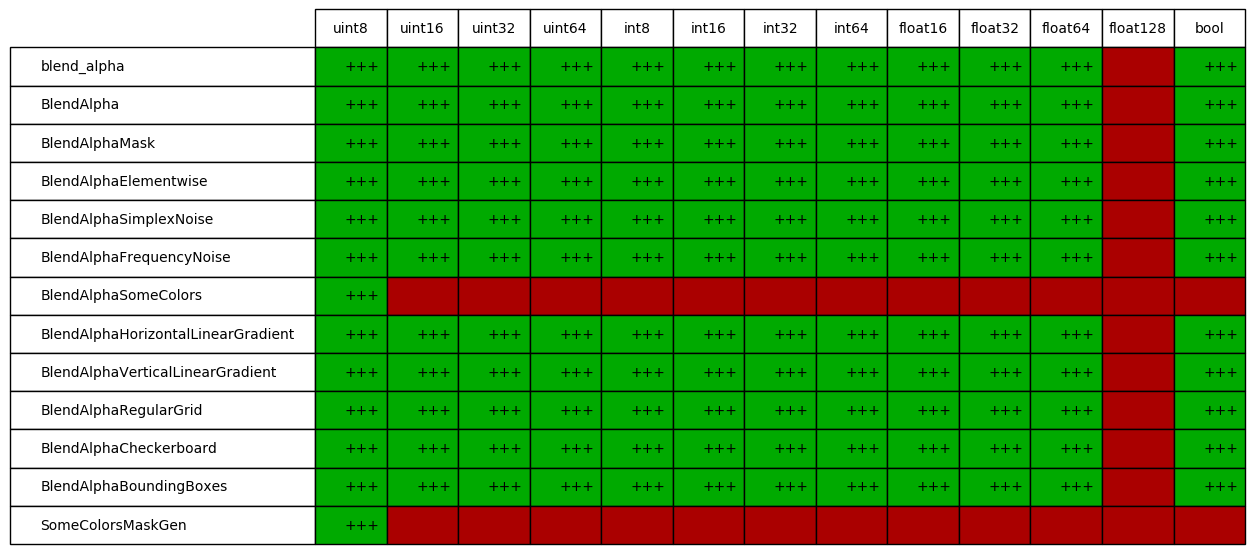 uint8 uint16 uint32 uint64 int8 int16 int32 int64 float16 float32 float64 float128 bool
blend_alpha +++ +++ +++ +++ +++ +++ +++ +++ +++ +++ +++ +++
BlendAlpha +++ +++ +++ +++ +++ +++ +++ +++ +++ +++ +++ +++
BlendAlphaMask +++ +++ +++ +++ +++ +++ +++ +++ +++ +++ +++ +++
BlendAlphaElementwise +++ +++ +++ +++ +++ +++ +++ +++ +++ +++ +++ +++
BlendAlphaSimplexNoise +++ +++ +++ +++ +++ +++ +++ +++ +++ +++ +++ +++
BlendAlphaFrequencyNoise +++ +++ +++ +++ +++ +++ +++ +++ +++ +++ +++ +++
BlendAlphaSomeColors +++
BlendAlphaHorizontalLinearGradient +++ +++ +++ +++ +++ +++ +++ +++ +++ +++ +++ +++
BlendAlphaVerticalLinearGradient +++ +++ +++ +++ +++ +++ +++ +++ +++ +++ +++ +++
BlendAlphaRegularGrid +++ +++ +++ +++ +++ +++ +++ +++ +++ +++ +++ +++
BlendAlphaCheckerboard +++ +++ +++ +++ +++ +++ +++ +++ +++ +++ +++ +++
BlendAlphaBoundingBoxes +++ +++ +++ +++ +++ +++ +++ +++ +++ +++ +++ +++
SomeColorsMaskGen +++